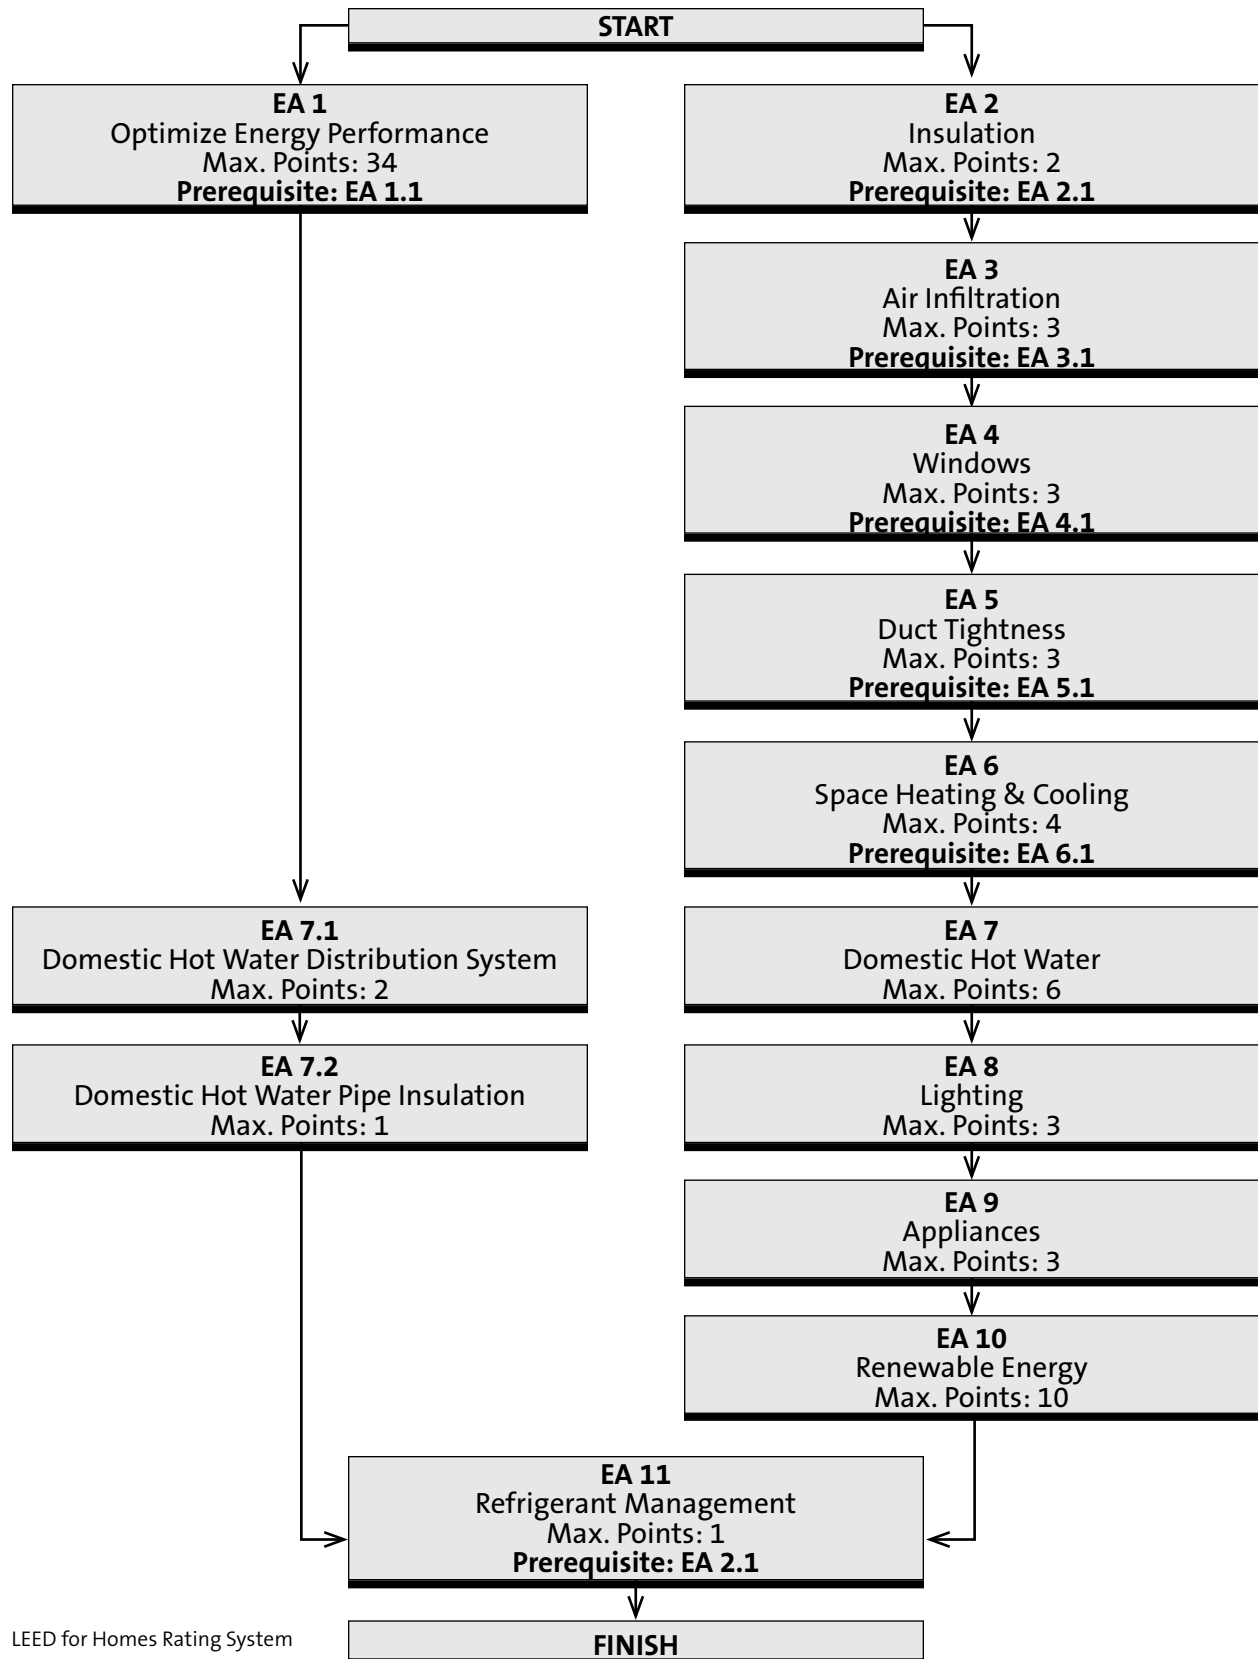 START
EA 1
Optimize Energy Performance
Max. Points: 34
Prerequisite: EA 1.1
EA 2
Insulation
Max. Points: 2
Prerequisite: EA 2.1
EA 3
Air Infiltration
Max. Points: 3
Prerequisite: EA 3.1
EA 4
Windows
Max. Points: 3
Prerequisite: EA 4.1
EA 5
Duct Tightness
Max. Points: 3
Prerequisite: EA 5.1
EA 6
Space Heating & Cooling
Max. Points: 4
Prerequisite: EA 6.1
EA 7.1
Domestic Hot Water Distribution System
Max. Points: 2
EA 7
Domestic Hot Water
Max. Points: 6
EA 7.2
Domestic Hot Water Pipe Insulation
Max. Points: 1
EA 8
Lighting
Max. Points: 3
EA 9
Appliances
Max. Points: 3
EA 10
Renewable Energy
Max. Points: 10
EA 11
Refrigerant Management
Max. Points: 1
Prerequisite: EA 2.1
LEED for Homes Rating System
FINISH